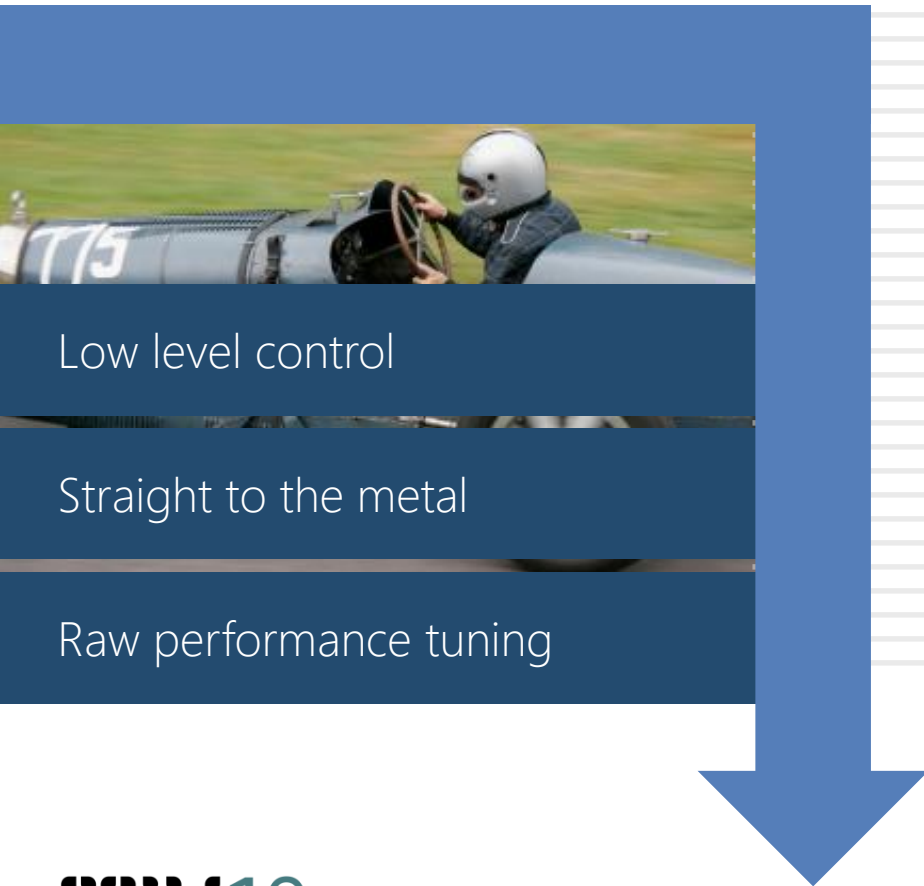 Low level control
Straight to the metal
Raw performance tuning